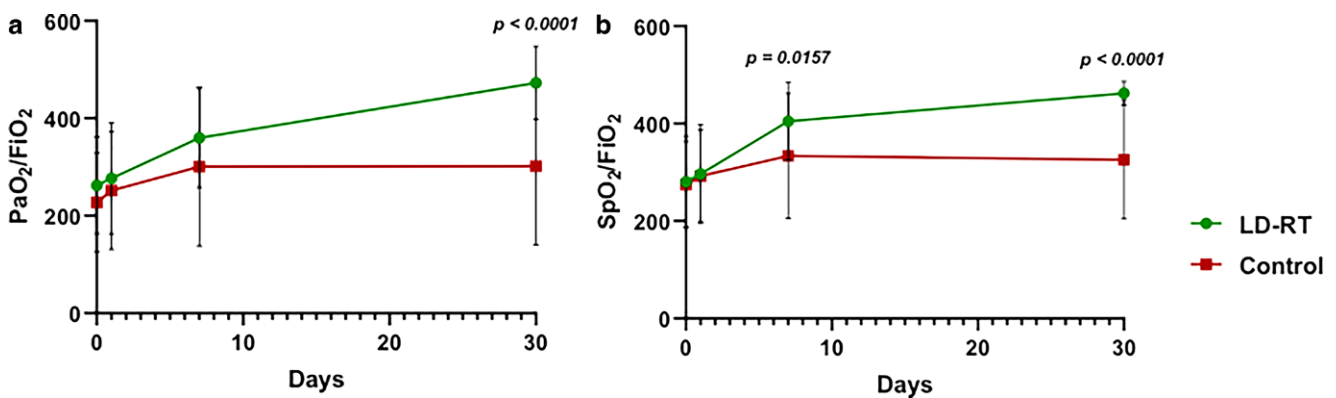 a
PaO₂/FiO₂
600
400
200
0
p < 0.0001
0 10 20 30
Days
b
SpO₂/FiO₂
600
400
200
0
p = 0.0157
p < 0.0001
0 10 20 30
Days
LD-RT
Control